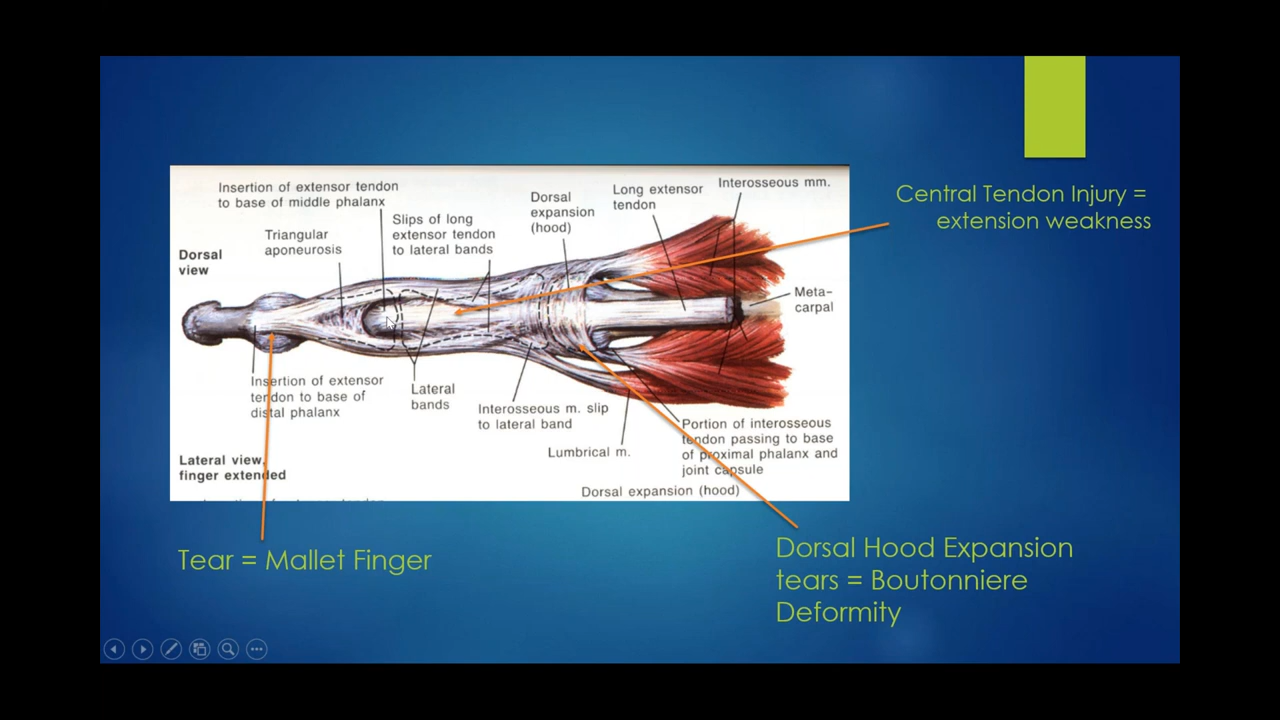 Insertion of extensor tendon
to base of middle phalanx
Slips of long
extensor tendon
to lateral bands
Dorsal
expansion
(hood)
Long extensor
tendon
Interosseous mm.
Triangular
aponeurosis
Dorsal
view
Meta-
carpal
Insertion of extensor
tendon to base of
distal phalanx
Lateral
bands
Interosseous m. slip
to lateral band
Lumbrical m.
Portion of interosseous
tendon passing to base
of proximal phalanx and
joint capsule
Lateral view,
finger extended
Dorsal expansion (hood)
Central Tendon Injury =
extension weakness
Tear = Mallet Finger
Dorsal Hood Expansion
tears = Boutonniere
Deformity